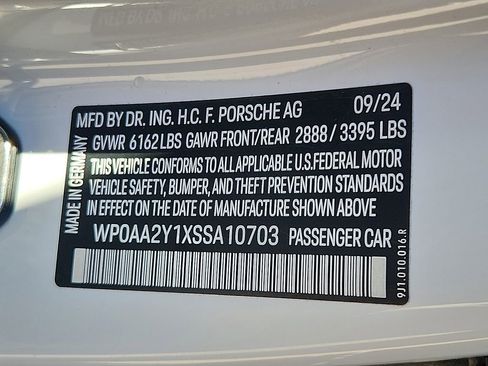 MFD BY DR. ING. H.C. F. PORSCHE AG 09/24
GVWR 6162 LBS GAWR FRONT/REAR 2888 / 3395 LBS
THIS VEHICLE CONFORMS TO ALL APPLICABLE U.S.FEDERAL MOTOR
VEHICLE SAFETY, BUMPER, AND THEFT PREVENTION STANDARDS
IN EFFECT ON THE DATE OF MANUFACTURE SHOWN ABOVE
WP0AA2Y1XSSA10703 PASSENGER CAR
MADE IN GERMANY
9J1.010.016.R